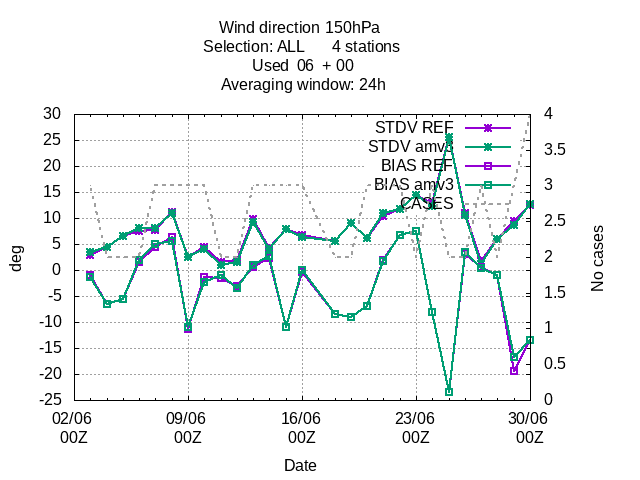 Wind direction 150hPa
Selection: ALL 4 stations
Used 06 + 00
Averaging window: 24h
STDV REF
STDV amv3
BIAS REF
BIAS amv3
CASES
30
25
20
15
10
5
0
-5
-10
-15
-20
-25
deg
4
3.5
3
2.5
2
1.5
1
0.5
0
No cases
02/06 09/06 16/06 23/06 30/06
00Z 00Z 00Z 00Z 00Z
Date